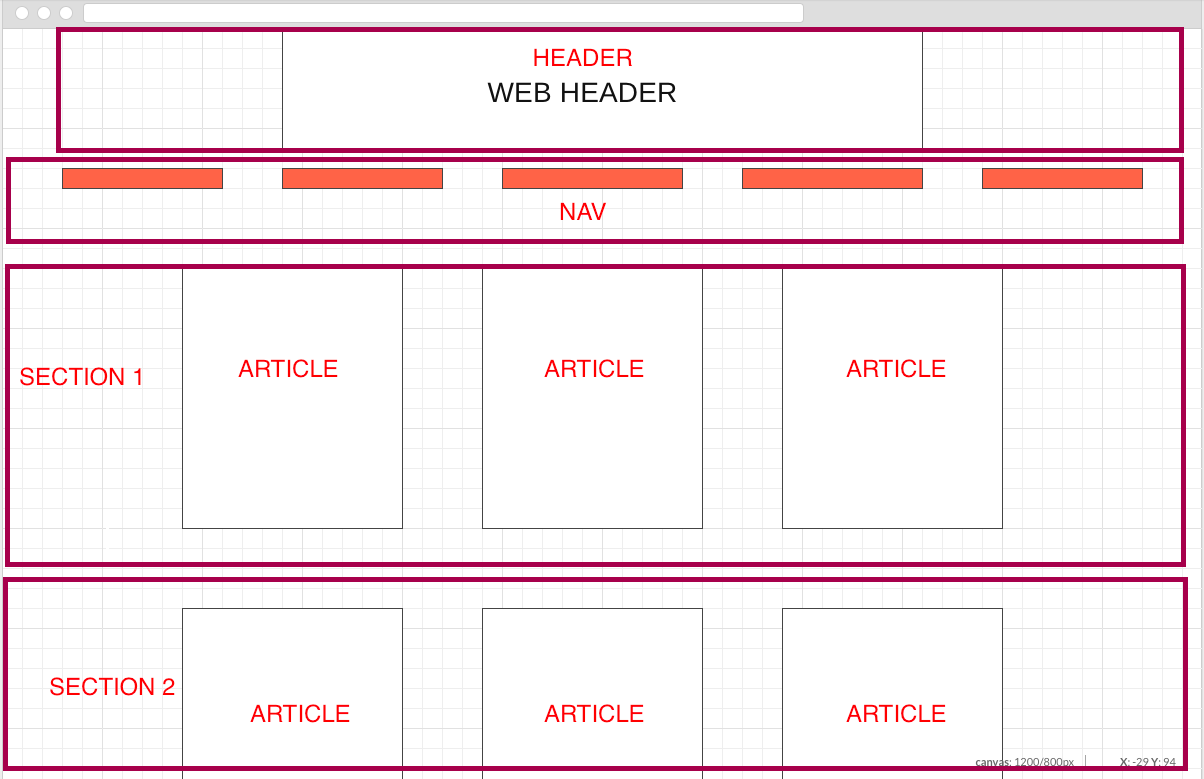 HEADER
WEB HEADER
NAV
SECTION 1
ARTICLE
ARTICLE
ARTICLE
SECTION 2
ARTICLE
ARTICLE
ARTICLE
canvas: 1200/800px
X: -29 Y: 94